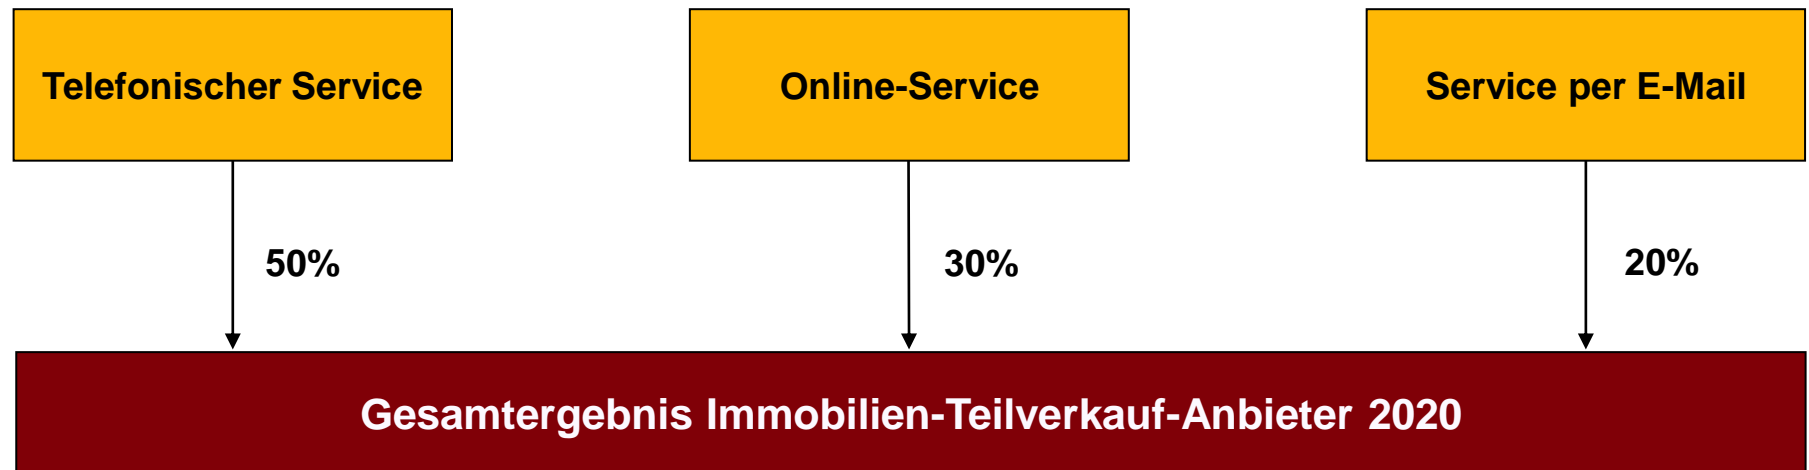 Telefonischer Service
Online-Service
Service per E-Mail
50%
30%
20%
Gesamtergebnis Immobilien-Teilverkauf-Anbieter 2020